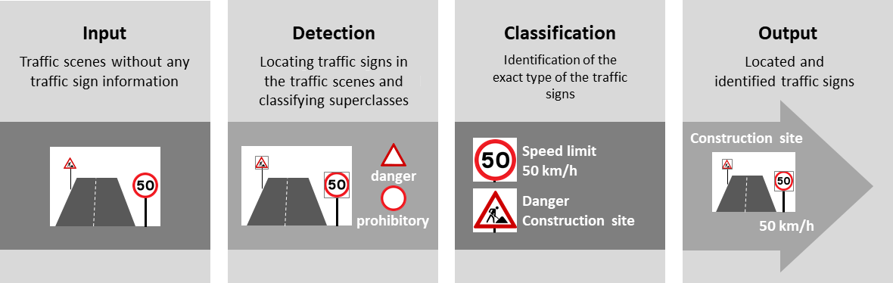 Input
Traffic scenes without any
traffic sign information
50
Detection
Locating traffic signs in
the traffic scenes and
classifying superclasses
50
danger
prohibitory
Classification
Identification of the
exact type of the traffic
signs
50
Speed limit
50 km/h
Danger
Construction site
Output
Located and
identified traffic signs
Construction site
50
50 km/h